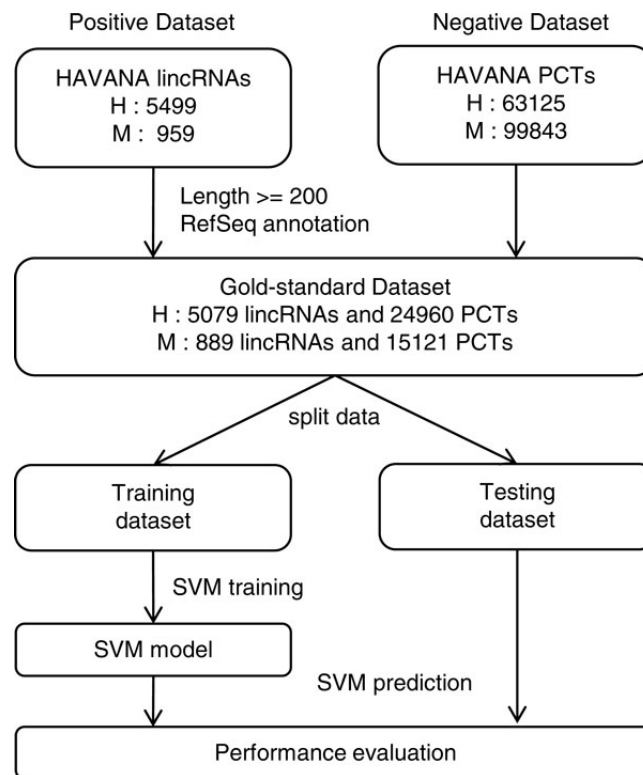 Positive Dataset
Negative Dataset
HAVANA lincRNAs
H : 5499
M : 959
HAVANA PCTs
H : 63125
M : 99843
Length >= 200
RefSeq annotation
Gold-standard Dataset
H : 5079 lincRNAs and 24960 PCTs
M : 889 lincRNAs and 15121 PCTs
split data
Training
dataset
Testing
dataset
SVM training
SVM model
SVM prediction
Performance evaluation